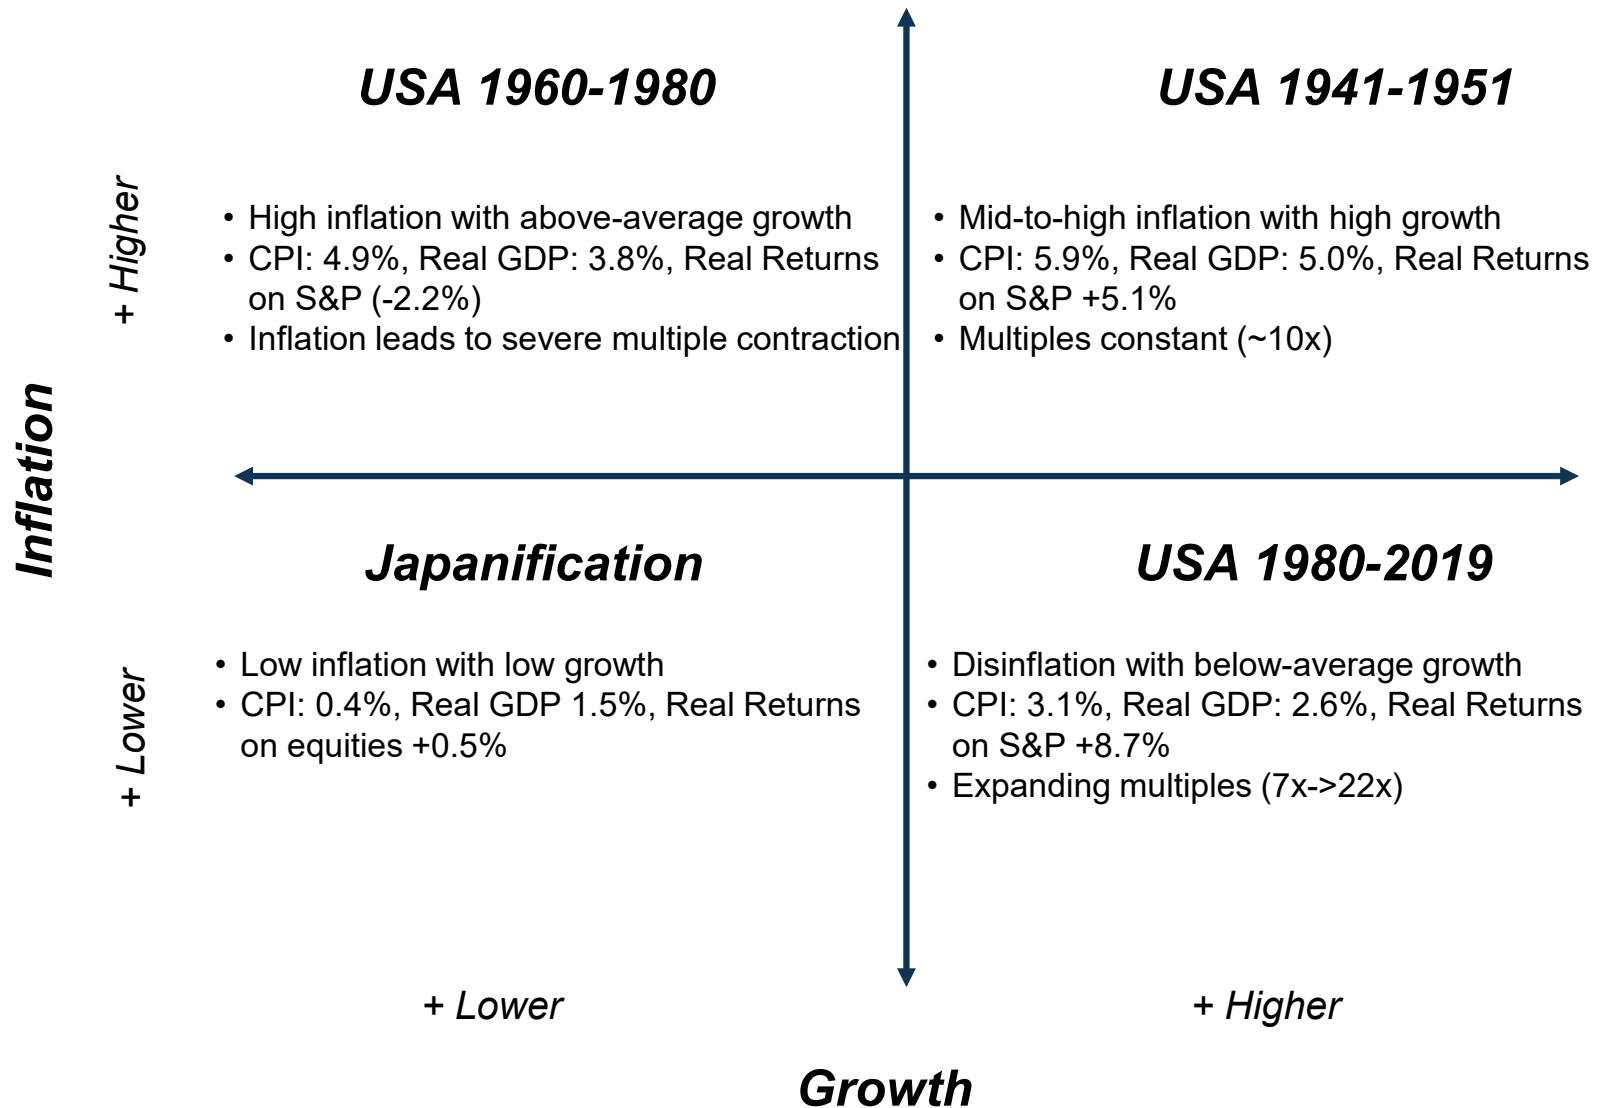 USA 1960-1980
USA 1941-1951
+ Higher
• High inflation with above-average growth
• CPI: 4.9%, Real GDP: 3.8%, Real Returns
on S&P (-2.2%)
• Inflation leads to severe multiple contraction
• Mid-to-high inflation with high growth
• CPI: 5.9%, Real GDP: 5.0%, Real Returns
on S&P +5.1%
• Multiples constant (~10x)
Inflation
Japanification
USA 1980-2019
+ Lower
• Low inflation with low growth
• CPI: 0.4%, Real GDP 1.5%, Real Returns
on equities +0.5%
• Disinflation with below-average growth
• CPI: 3.1%, Real GDP: 2.6%, Real Returns
on S&P +8.7%
• Expanding multiples (7x->22x)
+ Lower
+ Higher
Growth